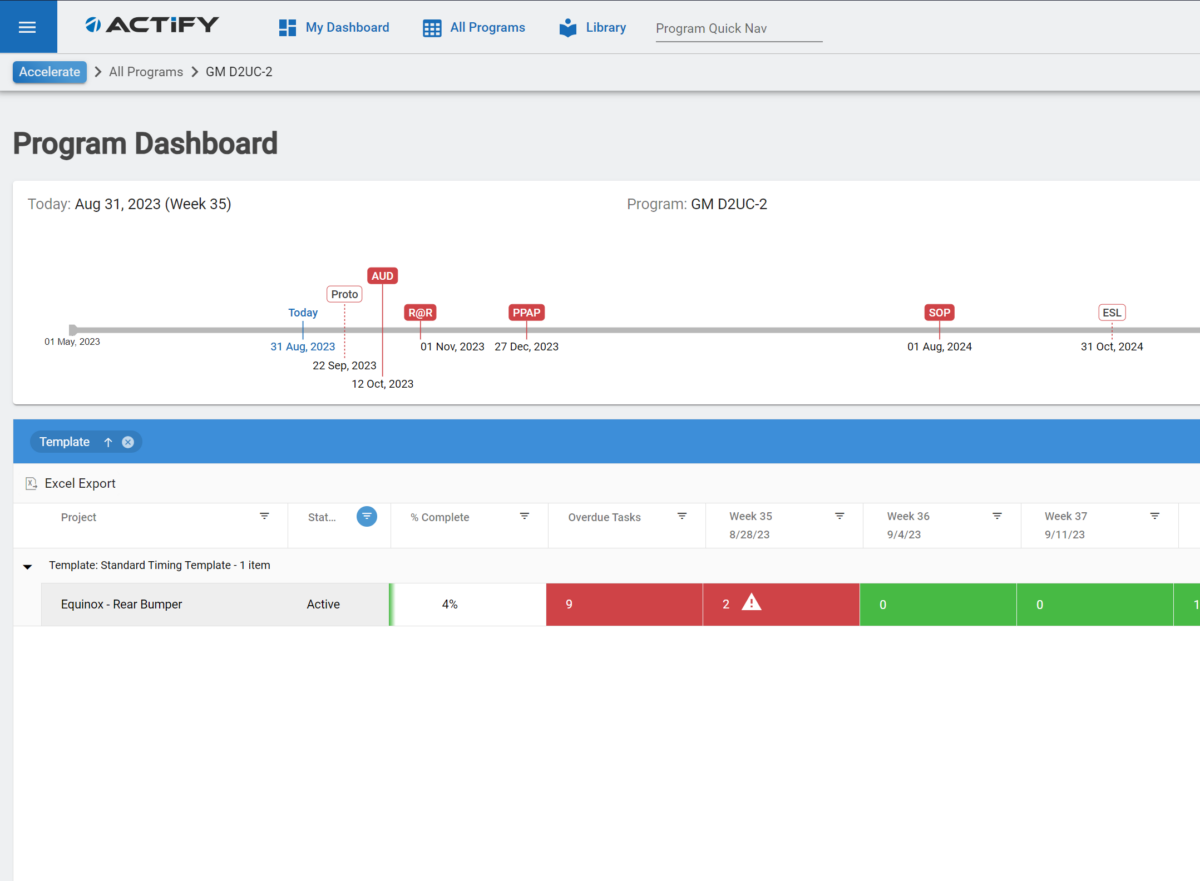 ACTiFY My Dashboard All Programs Library Program Quick Nav
Accelerate All Programs GM D2UC-2
Program Dashboard
Today: Aug 31, 2023 (Week 35) Program: GM D2UC-2
AUD
Proto
Today R@R PPAP SOP ESL
01 May, 2023
31 Aug, 2023 01 Nov, 2023 27 Dec, 2023 01 Aug, 2024 31 Oct, 2024
22 Sep, 2023
12 Oct, 2023
Template
Excel Export
Project Stat... % Complete Overdue Tasks Week 35 Week 36 Week 37
8/28/23 9/4/23 9/11/23
Template: Standard Timing Template - 1 item
Equinox - Rear Bumper Active 4% 9 2 0 0 1